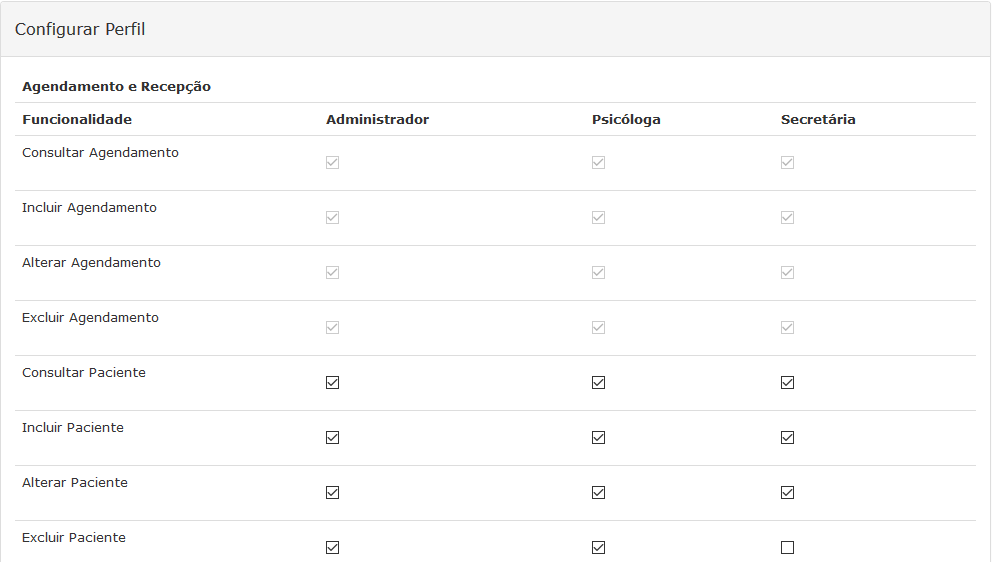 Configurar Perfil
Agendamento e Recepção
Funcionalidade Administrador Psicóloga Secretária
Consultar Agendamento
Incluir Agendamento
Alterar Agendamento
Excluir Agendamento
Consultar Paciente
Incluir Paciente
Alterar Paciente
Excluir Paciente